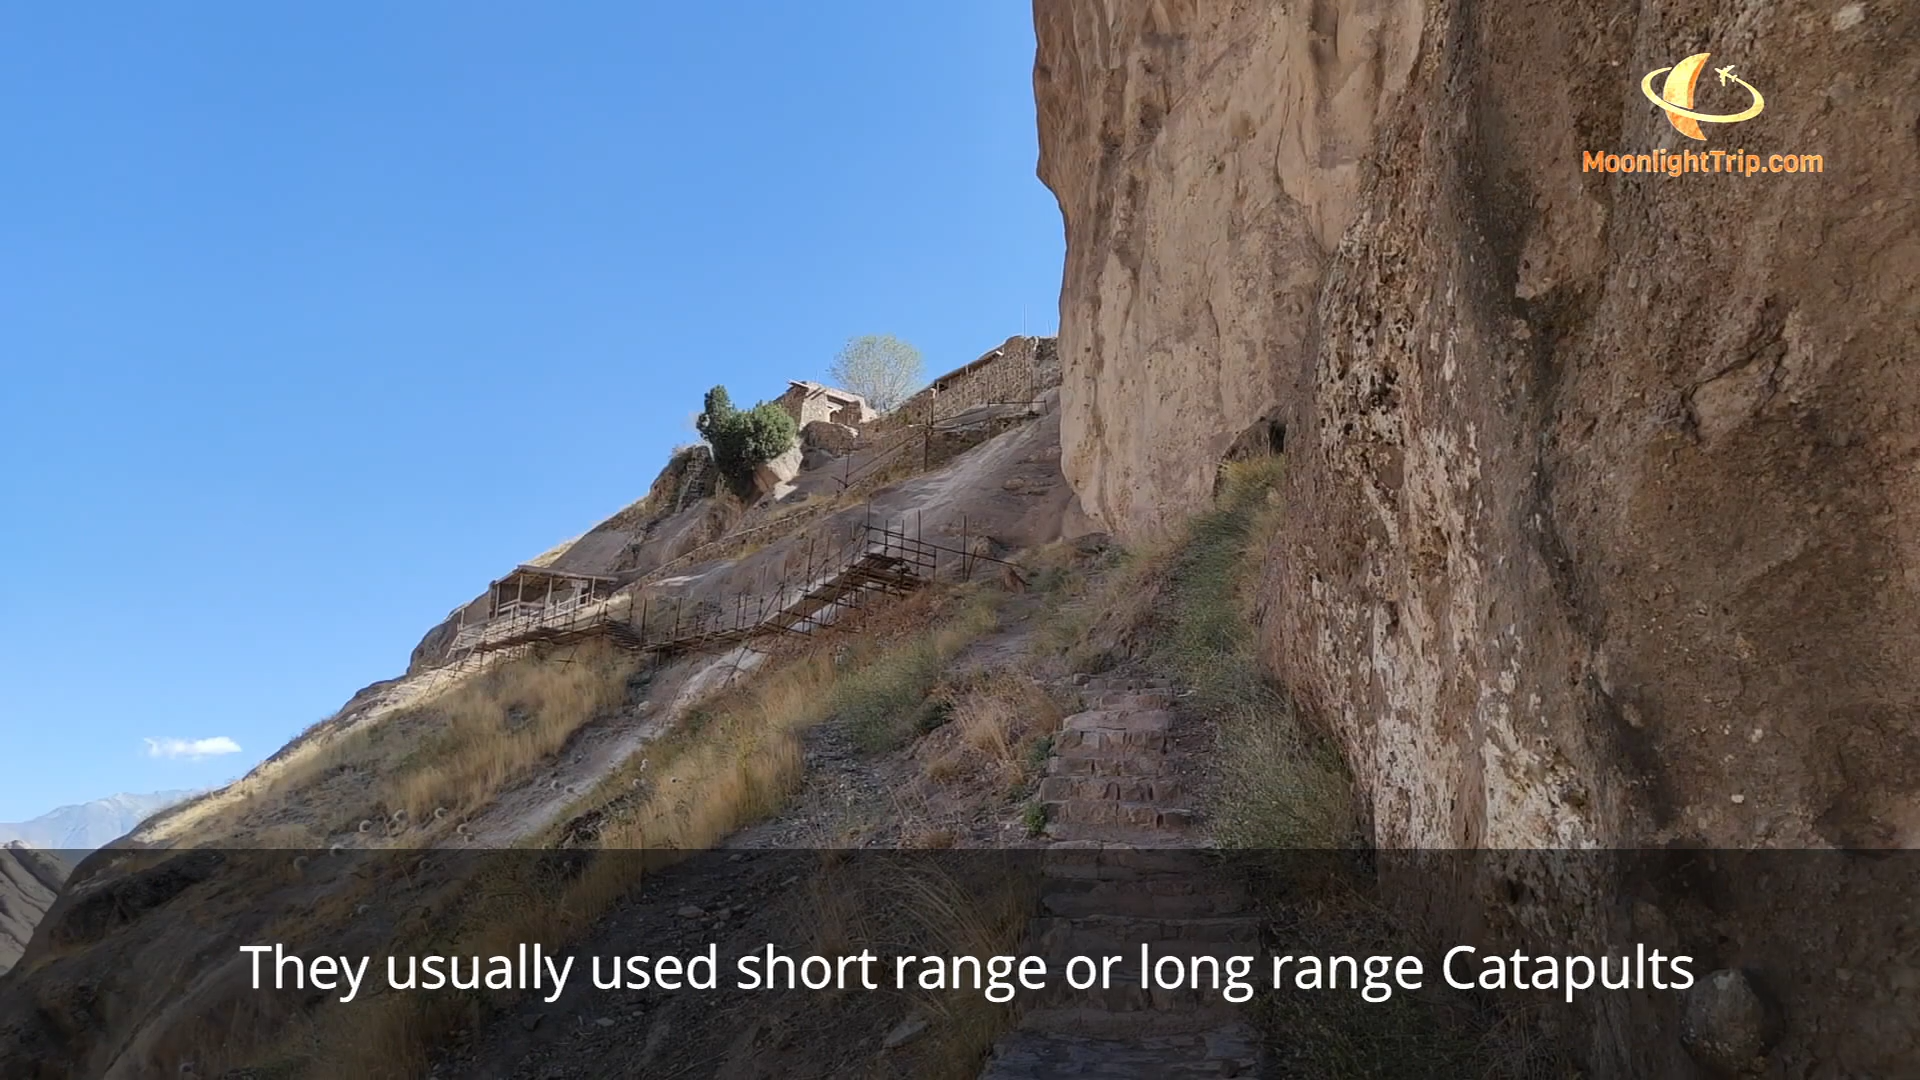 MoonlightTrip.com
They usually used short range or long range Catapults